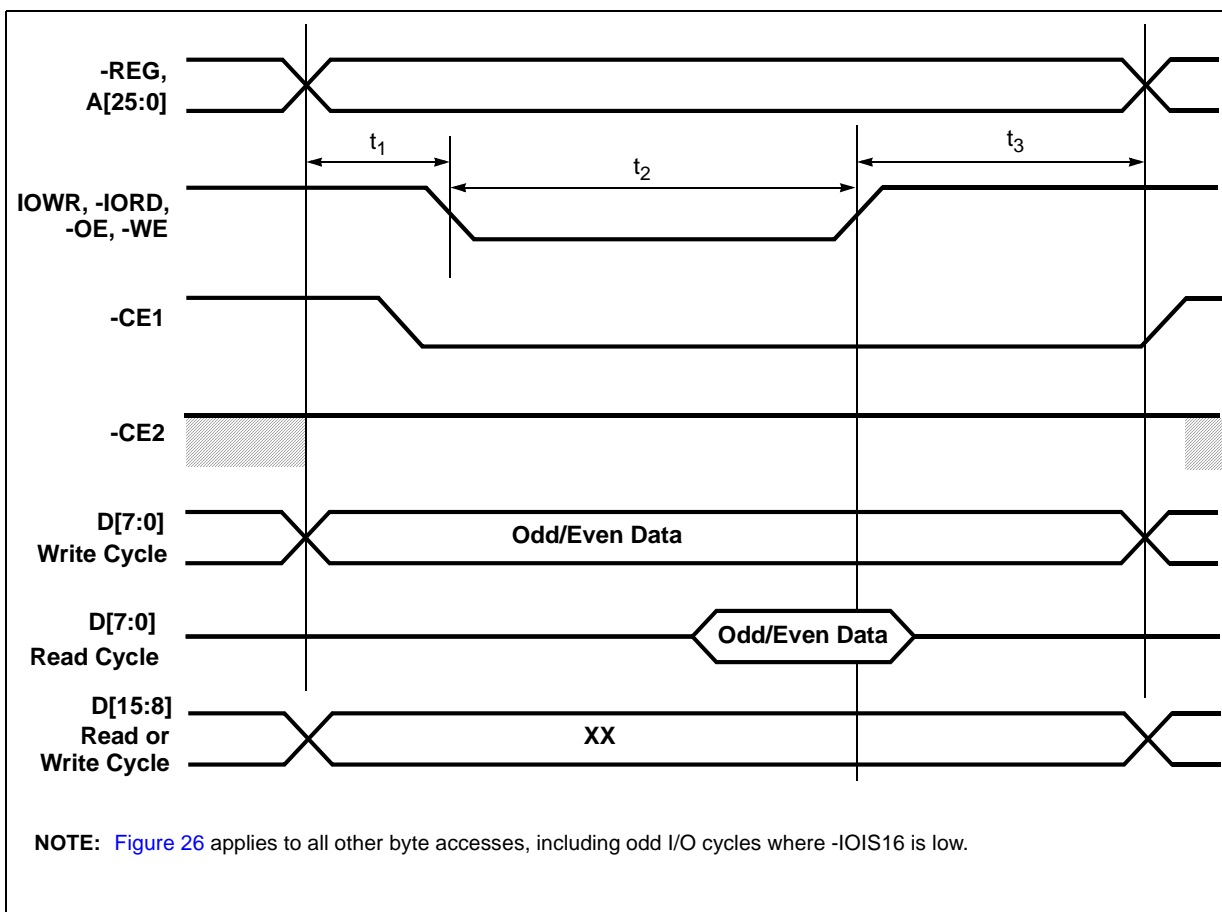 -REG,
A[25:0]
t1
t2
t3
IOWR, -IORD,
-OE, -WE
-CE1
-CE2
D[7:0]
Write Cycle
Odd/Even Data
D[7:0]
Read Cycle
Odd/Even Data
D[15:8]
Read or
Write Cycle
XX
NOTE: Figure 26 applies to all other byte accesses, including odd I/O cycles where -IOIS16 is low.